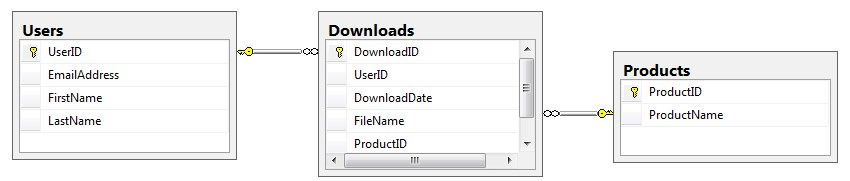 Users
UserID
EmailAddress
FirstName
LastName
Downloads
DownloadID
UserID
DownloadDate
FileName
ProductID
Products
ProductID
ProductName